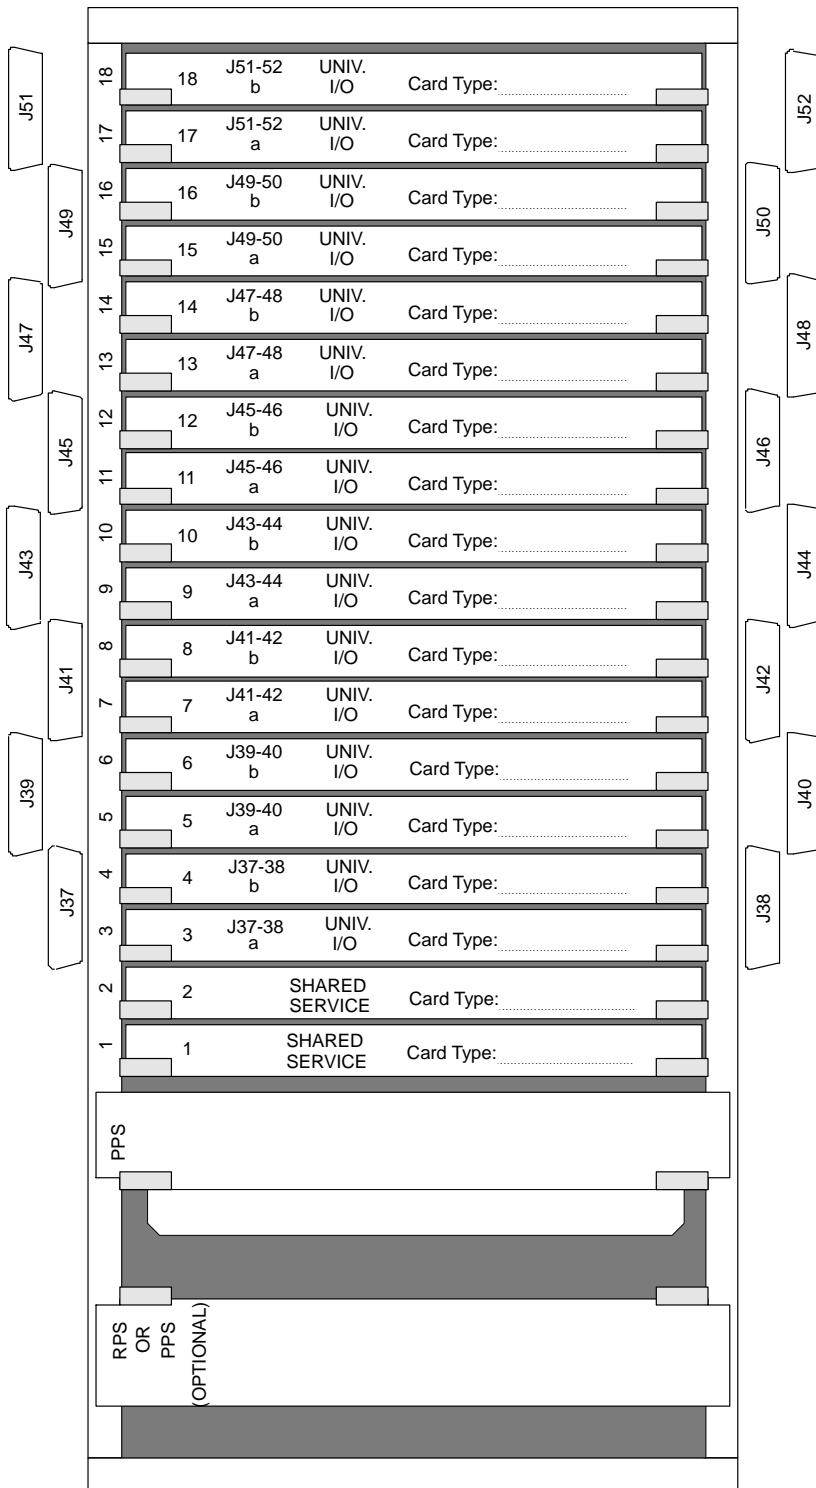 J51
18
18
J51-52
b
UNIV.
I/O
Card Type:
J52
17
17
J51-52
a
UNIV.
I/O
Card Type:
J49
16
16
J49-50
b
UNIV.
I/O
Card Type:
J50
15
15
J49-50
a
UNIV.
I/O
Card Type:
J47
14
14
J47-48
b
UNIV.
I/O
Card Type:
J48
13
13
J47-48
a
UNIV.
I/O
Card Type:
J45
12
12
J45-46
b
UNIV.
I/O
Card Type:
J46
11
11
J45-46
a
UNIV.
I/O
Card Type:
J43
10
10
J43-44
b
UNIV.
I/O
Card Type:
J44
9
9
J43-44
a
UNIV.
I/O
Card Type:
J41
8
8
J41-42
b
UNIV.
I/O
Card Type:
J42
7
7
J41-42
a
UNIV.
I/O
Card Type:
J39
6
6
J39-40
b
UNIV.
I/O
Card Type:
J40
5
5
J39-40
a
UNIV.
I/O
Card Type:
J37
4
4
J37-38
b
UNIV.
I/O
Card Type:
J38
3
3
J37-38
a
UNIV.
I/O
Card Type:
2
2
SHARED
SERVICE
Card Type:
1
1
SHARED
SERVICE
Card Type:
PPS
RPS
OR
PPS
(OPTIONAL)